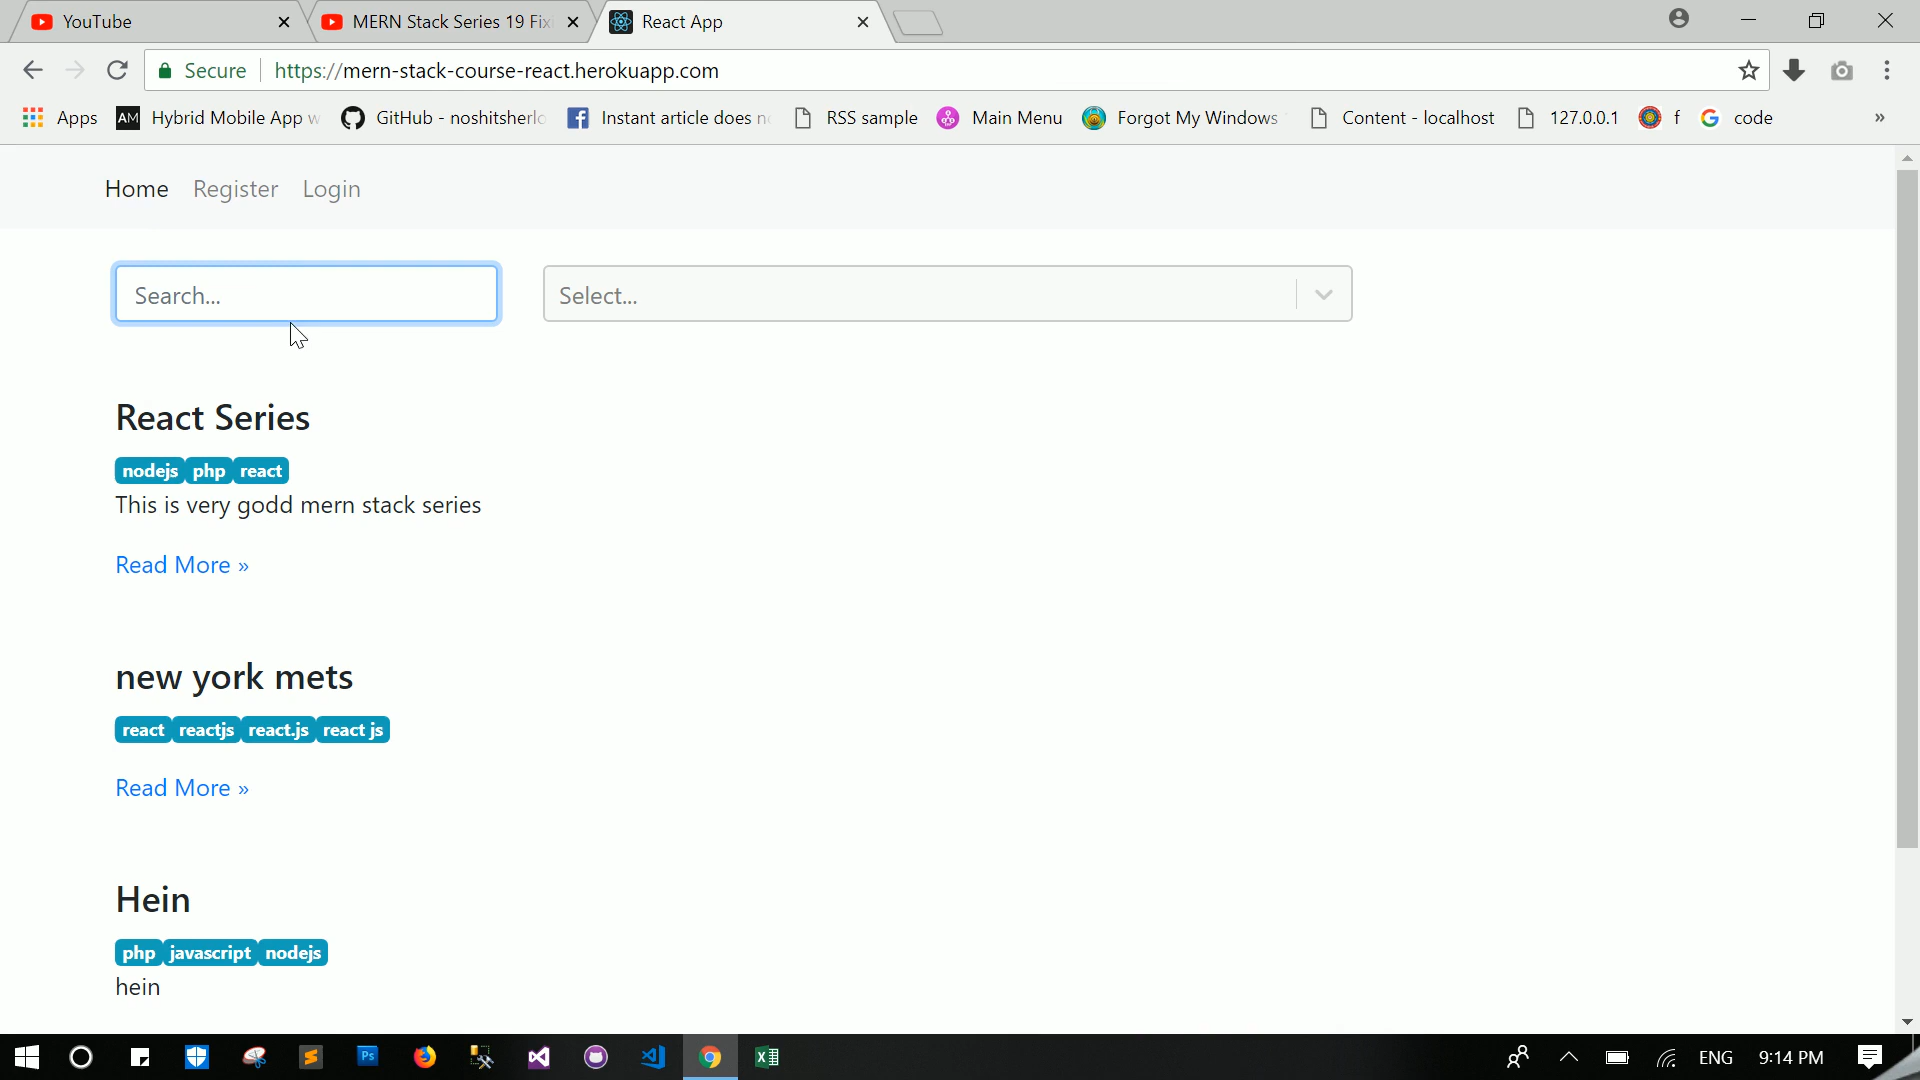 YouTube
MERN Stack Series 19 Fixi
React App
Secure
https://mern-stack-course-react.herokuapp.com
Apps
AM Hybrid Mobile App w
GitHub - noshitsherlo
Instant article does n
RSS sample
Main Menu
Forgot My Windows
Content - localhost
127.0.0.1
f
code
»
Home Register Login
Search...
Select...
React Series
nodejs php react
This is very godd mern stack series
Read More »
new york mets
react reactjs react.js react js
Read More »
Hein
php javascript nodejs
hein
Ps
ENG
9:14 PM